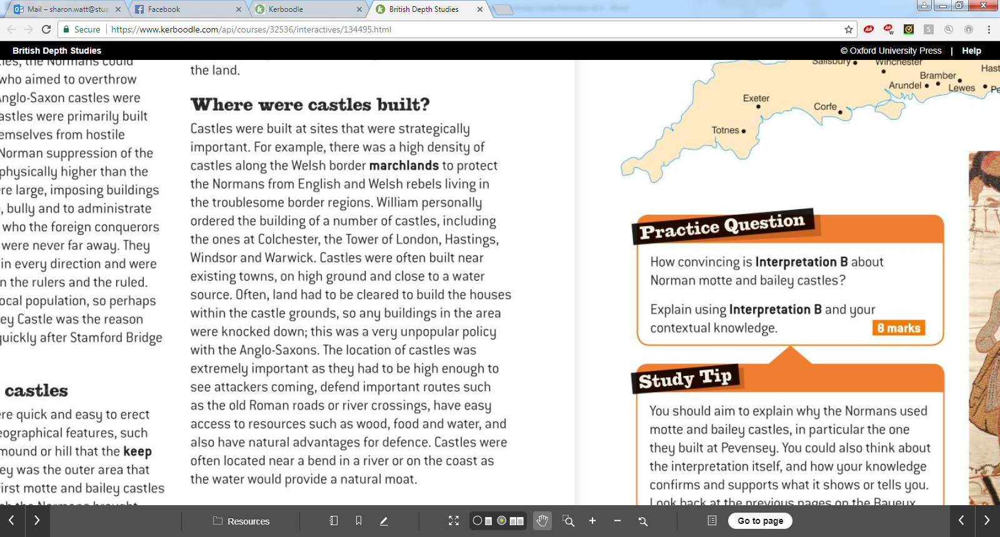 Mail – sharon.watt@stua
Facebook
Kerboodle
British Depth Studies
Secure
https://www.kerboodle.com/api/courses/32536/interactives/134495.html
British Depth Studies
© Oxford University Press | Help
the Normans could
who aimed to overthrow
Anglo-Saxon castles were
castles were primarily built
emselves from hostile
Norman suppression of the
physically higher than the
re large, imposing buildings
, bully and to administrate
who the foreign conquerors
were never far away. They
in every direction and were
n the rulers and the ruled.
ocal population, so perhaps
ey Castle was the reason
quickly after Stamford Bridge
castles
ere quick and easy to erect
eographical features, such
mound or hill that the keep
ey was the outer area that
first motte and bailey castles
the Normans brought
the land.
Where were castles built?
Castles were built at sites that were strategically
important. For example, there was a high density of
castles along the Welsh border marchlands to protect
the Normans from English and Welsh rebels living in
the troublesome border regions. William personally
ordered the building of a number of castles, including
the ones at Colchester, the Tower of London, Hastings,
Windsor and Warwick. Castles were often built near
existing towns, on high ground and close to a water
source. Often, land had to be cleared to build the houses
within the castle grounds, so any buildings in the area
were knocked down; this was a very unpopular policy
with the Anglo-Saxons. The location of castles was
extremely important as they had to be high enough to
see attackers coming, defend important routes such
as the old Roman roads or river crossings, have easy
access to resources such as wood, food and water, and
also have natural advantages for defence. Castles were
often located near a bend in a river or on the coast as
the water would provide a natural moat.
Salisbury
Winchester
Hast
Bramber
Arundel
Lewes
Pe
Exeter
Corfe
Totnes
Practice Question
How convincing is Interpretation B about
Norman motte and bailey castles?
Explain using Interpretation B and your
contextual knowledge.
8 marks
Study Tip
You should aim to explain why the Normans used
motte and bailey castles, in particular the one
they built at Pevensey. You could also think about
the interpretation itself, and how your knowledge
confirms and supports what it shows or tells you.
Look back at the previous pages on the Bayeux
Resources
Go to page